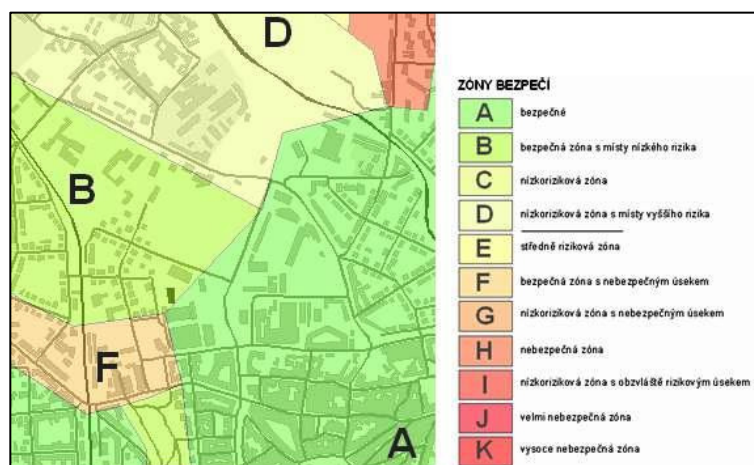 D
B
F
A
ZÓNY BEZPEČÍ
A bezpečné
B bezpečná zóna s místy nízkého rizika
C nízkoriziková zóna
D nízkoriziková zóna s místy vyššího rizika
E středně riziková zóna
F bezpečná zóna s nebezpečným úsekem
G nízkoriziková zóna s nebezpečným úsekem
H nebezpečná zóna
I nízkoriziková zóna s obzvláště rizikovým úsekem
J velmi nebezpečná zóna
K vysoce nebezpečná zóna